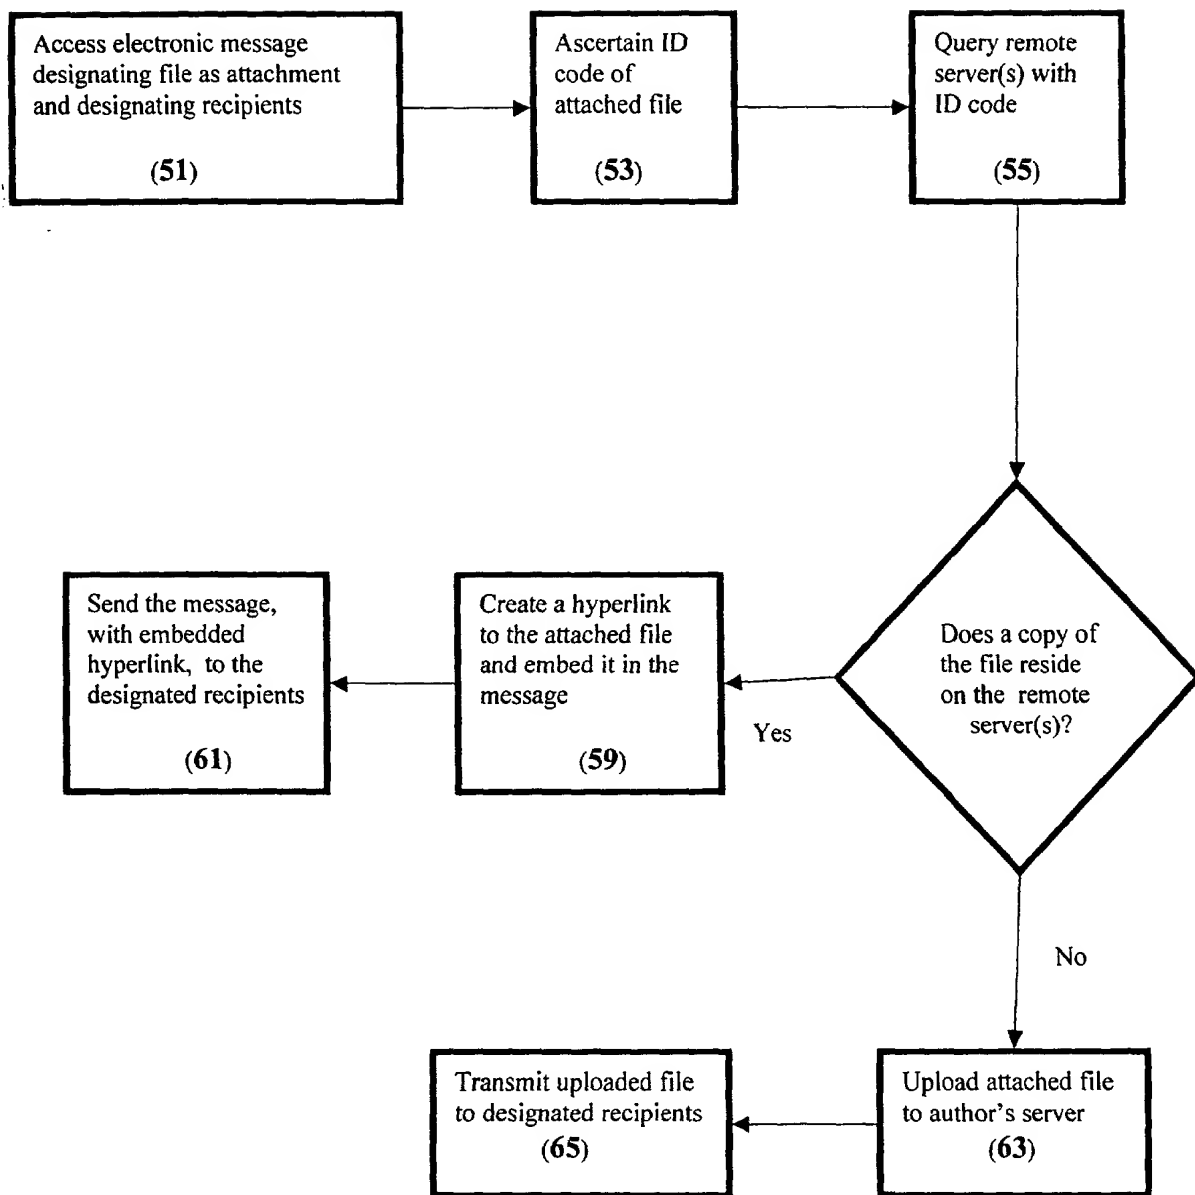 Access electronic message
designating file as attachment
and designating recipients
(51)
Ascertain ID
code of
attached file
(53)
Query remote
server(s) with
ID code
(55)
Does a copy of
the file reside
on the remote
server(s)?
Yes
Create a hyperlink
to the attached file
and embed it in the
message
(59)
Send the message,
with embedded
hyperlink, to the
designated recipients
(61)
No
Upload attached file
to author's server
(63)
Transmit uploaded file
to designated recipients
(65)